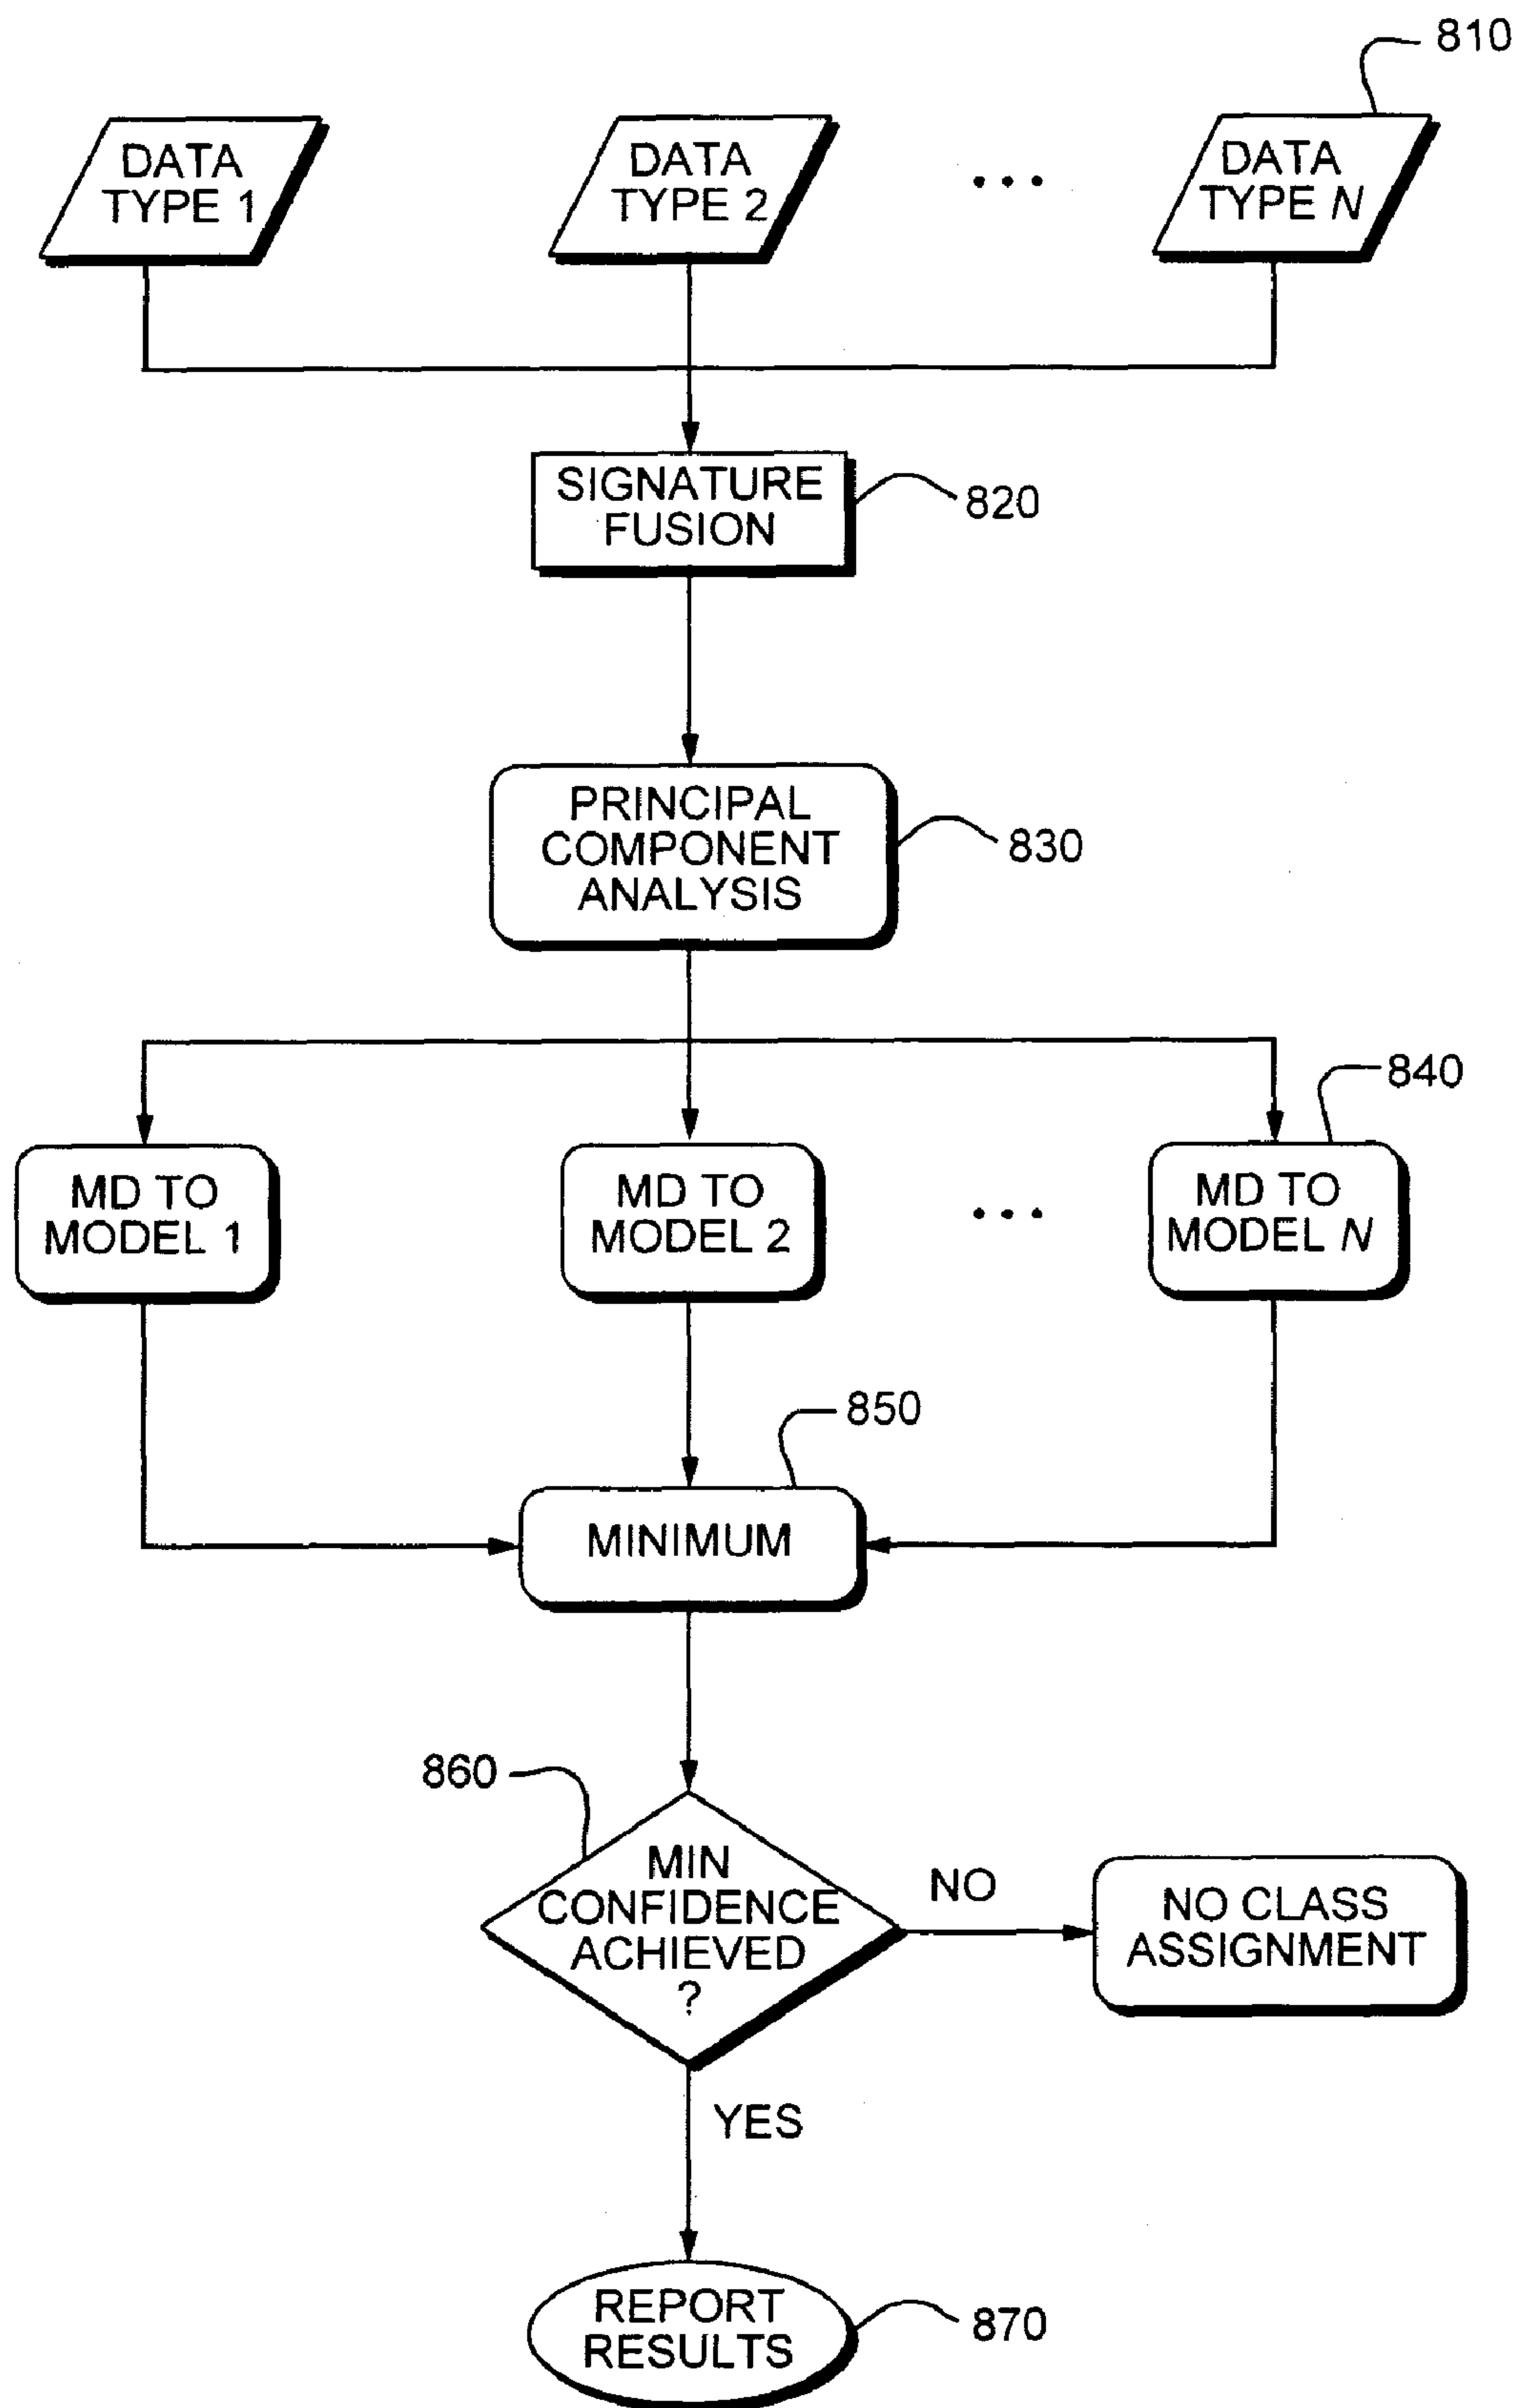 810
DATA
TYPE 1
DATA
TYPE 2
...
DATA
TYPE N
SIGNATURE
FUSION
820
PRINCIPAL
COMPONENT
ANALYSIS
830
840
MD TO
MODEL 1
MD TO
MODEL 2
...
MD TO
MODEL N
850
MINIMUM
860
MIN
CONFIDENCE
ACHIEVED
?
NO
NO CLASS
ASSIGNMENT
YES
REPORT
RESULTS
870